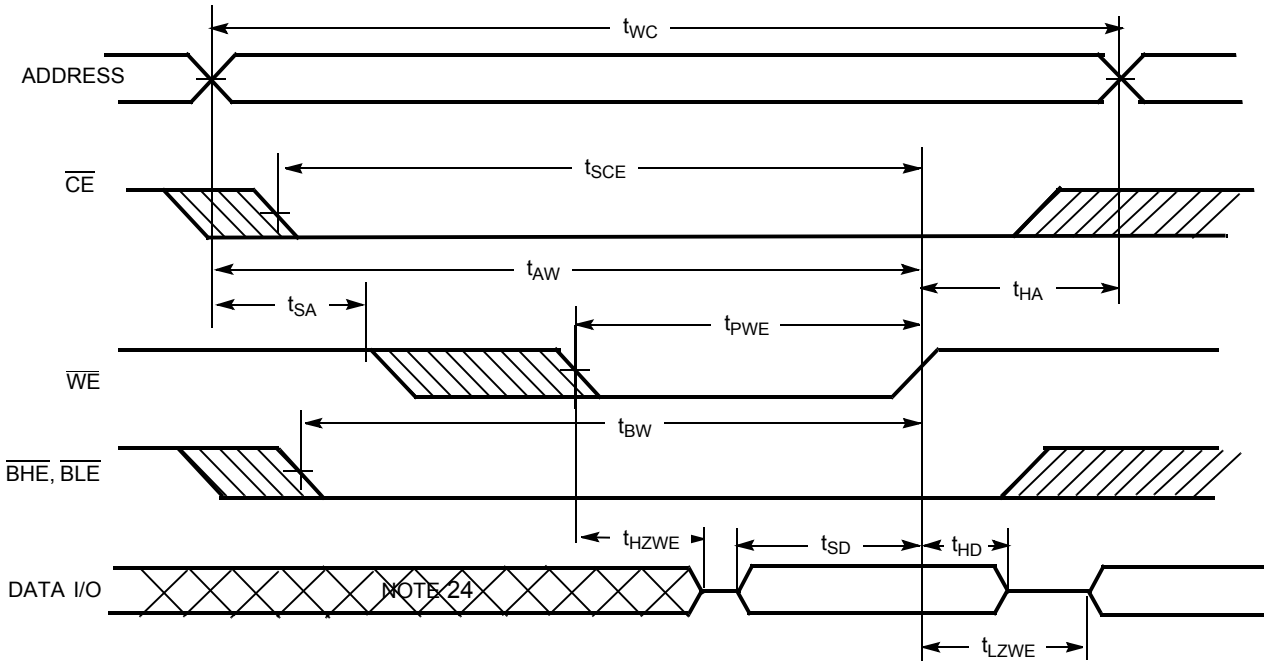 tWC
ADDRESS
tSCE
CE
tAW
tSA
tHA
tPWE
WE
tBW
BHE, BLE
tHZWE
tSD
tHD
DATA I/O
NOTE 24
tLZWE